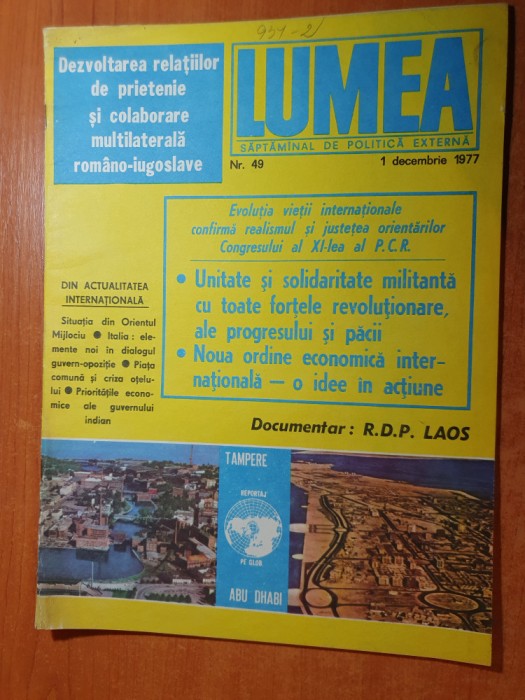 951-2
Dezvoltarea relațiilor
de prietenie
și colaborare
multilaterală
româno-iugoslave
LUMEA
SĂPTĂMÎNAL DE POLITICĂ EXTERNĂ
Nr. 49
1 decembrie 1977
Evoluția vieții internaționale
confirmă realismul și justețea orientărilor
Congresului al XI-lea al P.C.R.
• Unitate și solidaritate militantă
cu toate forțele revoluționare,
ale progresului și păcii
• Noua ordine economică inter-
națională — o idee în acțiune
DIN ACTUALITATEA
INTERNAȚIONALĂ
Situația din Orientul
Mijlociu ● Italia : ele-
mente noi în dialogul
guvern-opoziție ● Piața
comună și criza oțelu-
lui ● Prioritățile econo-
mice ale guvernului
indian
Documentar : R.D.P. LAOS
TAMPERE
REPORTAJ
PE GLOB
ABU DHABI